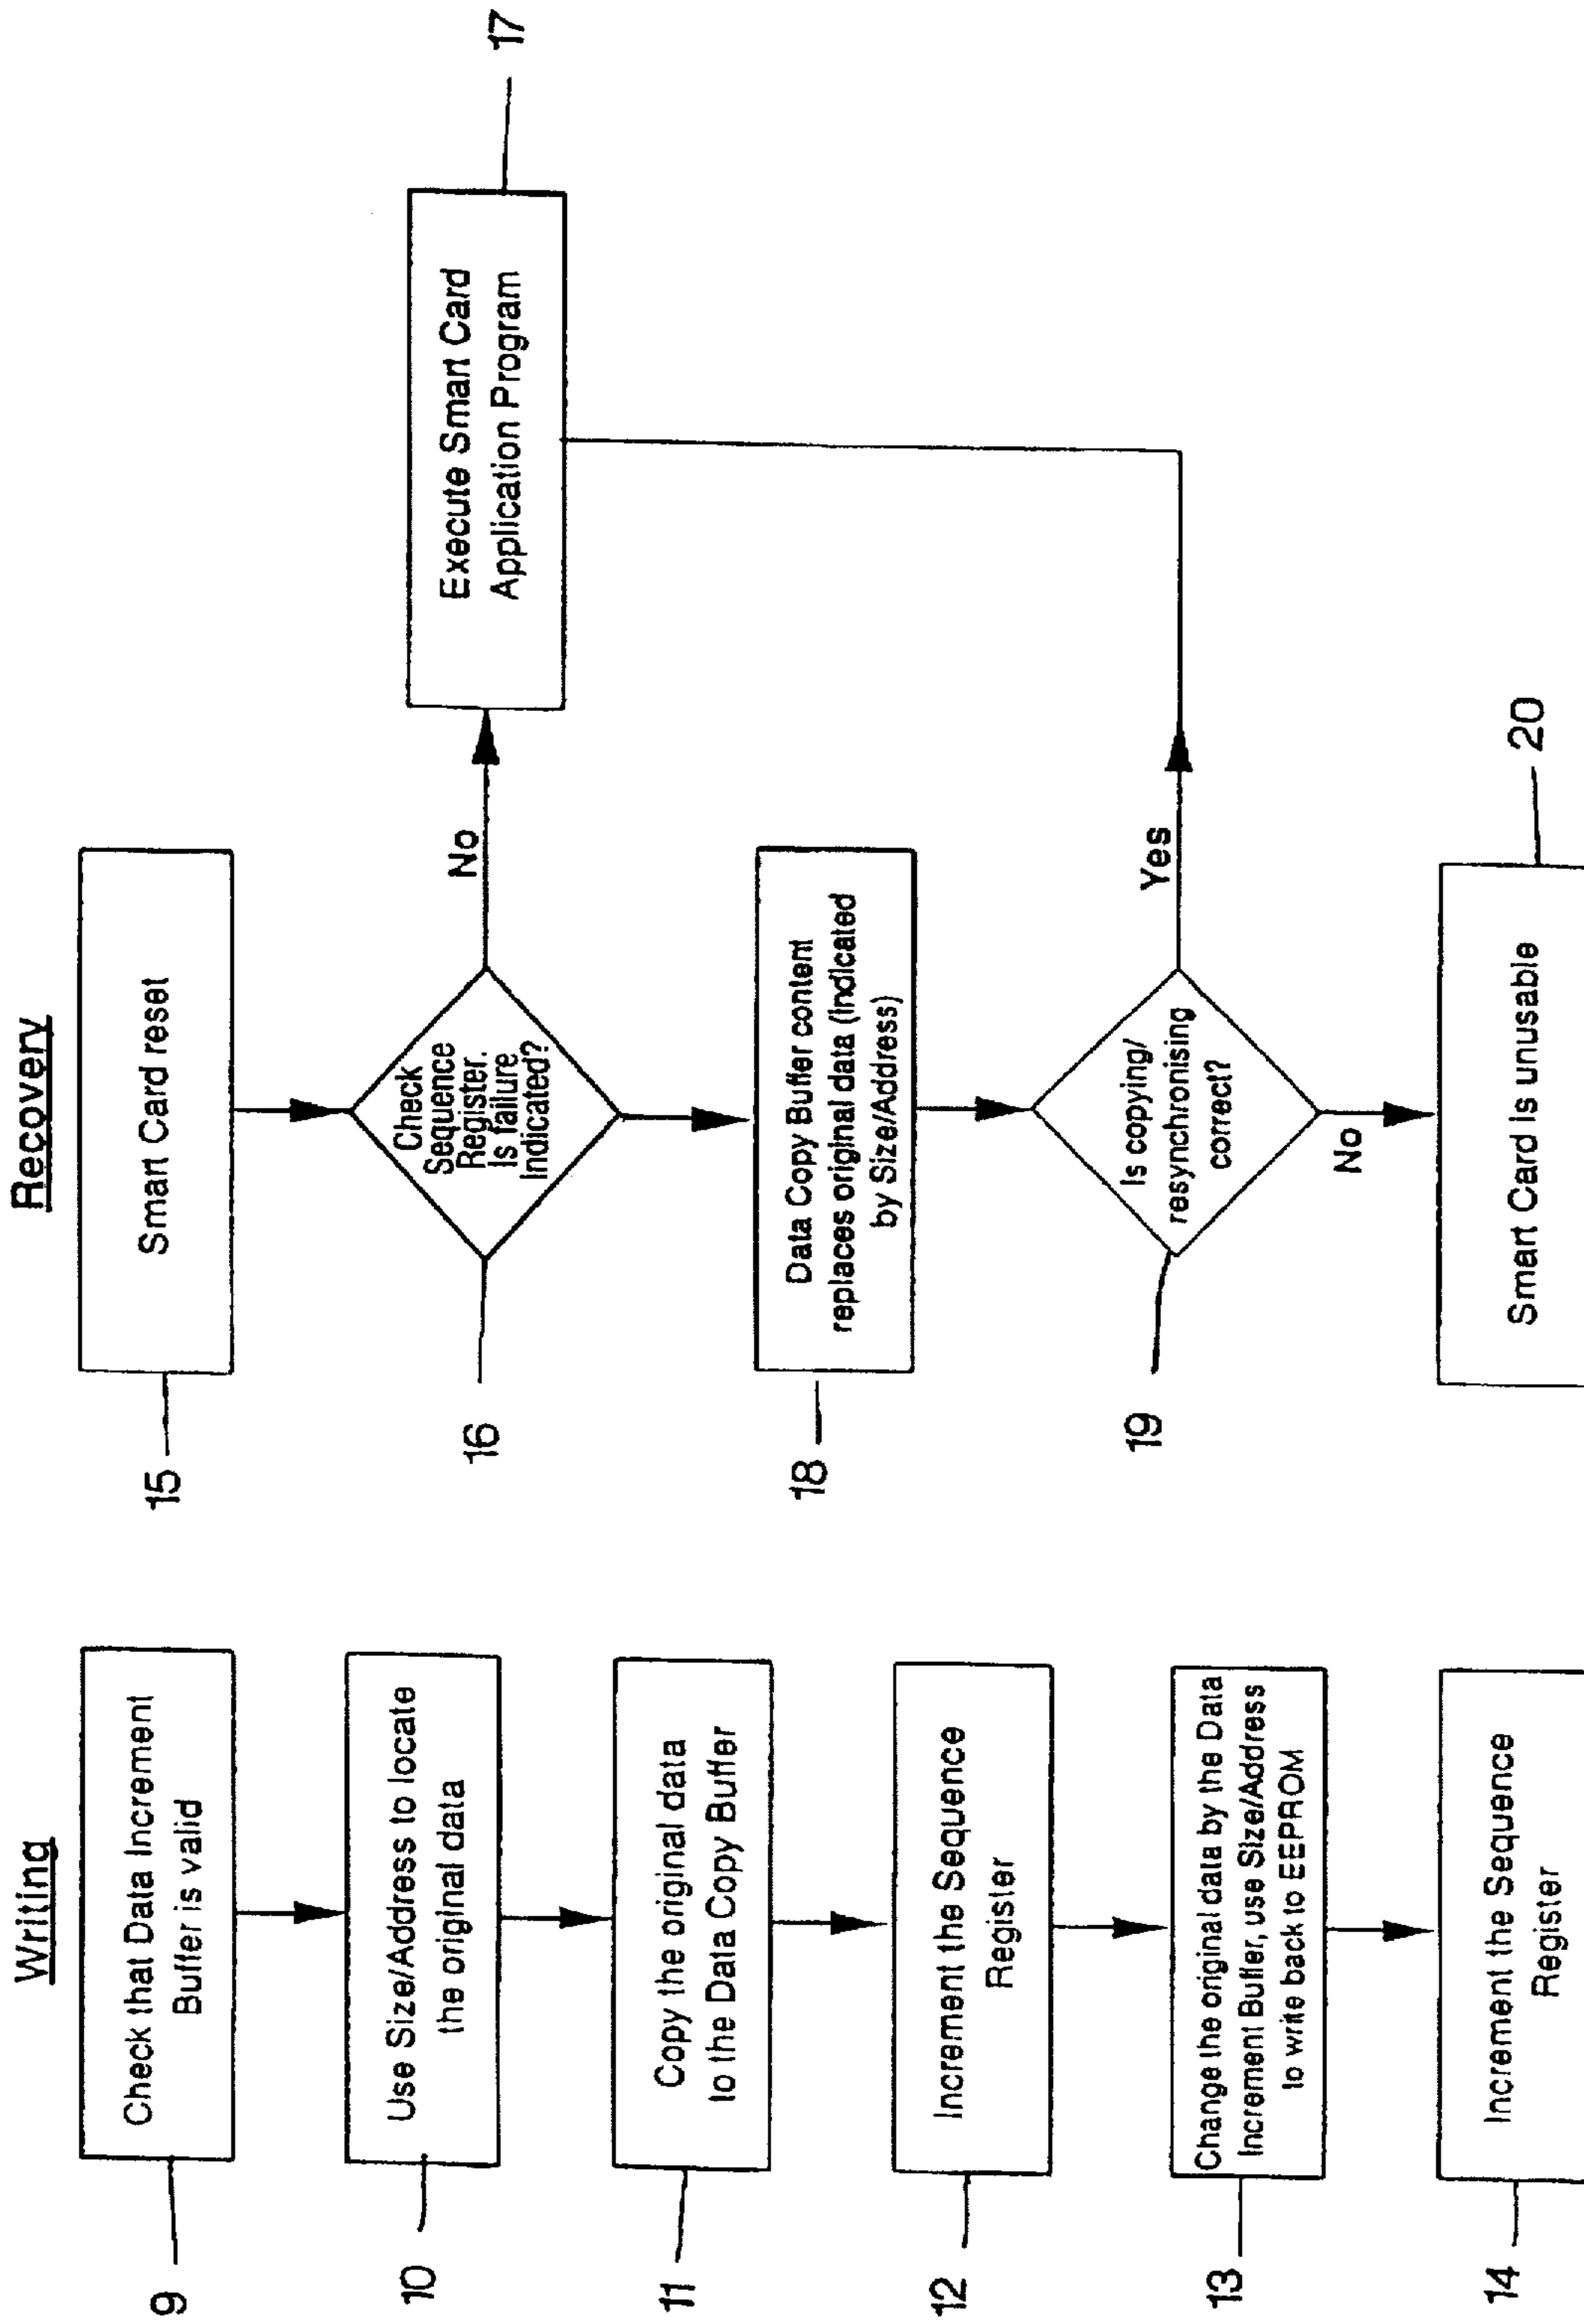 Writing
9
Check that Data Increment
Buffer is valid
10
Use Size/Address to locate
the original data
11
Copy the original data
to the Data Copy Buffer
12
Increment the Sequence
Register
13
Change the original data by the Data
Increment Buffer, use Size/Address
to write back to EEPROM
14
Increment the Sequence
Register
Recovery
15
Smart Card reset
16
Check
Sequence
Register.
Is failure
Indicated?
No
Execute Smart Card
Application Program
17
18
Data Copy Buffer content
replaces original data (indicated
by Size/Address)
19
Is copying/
resynchronising
correct?
Yes
No
Smart Card is unusable
20